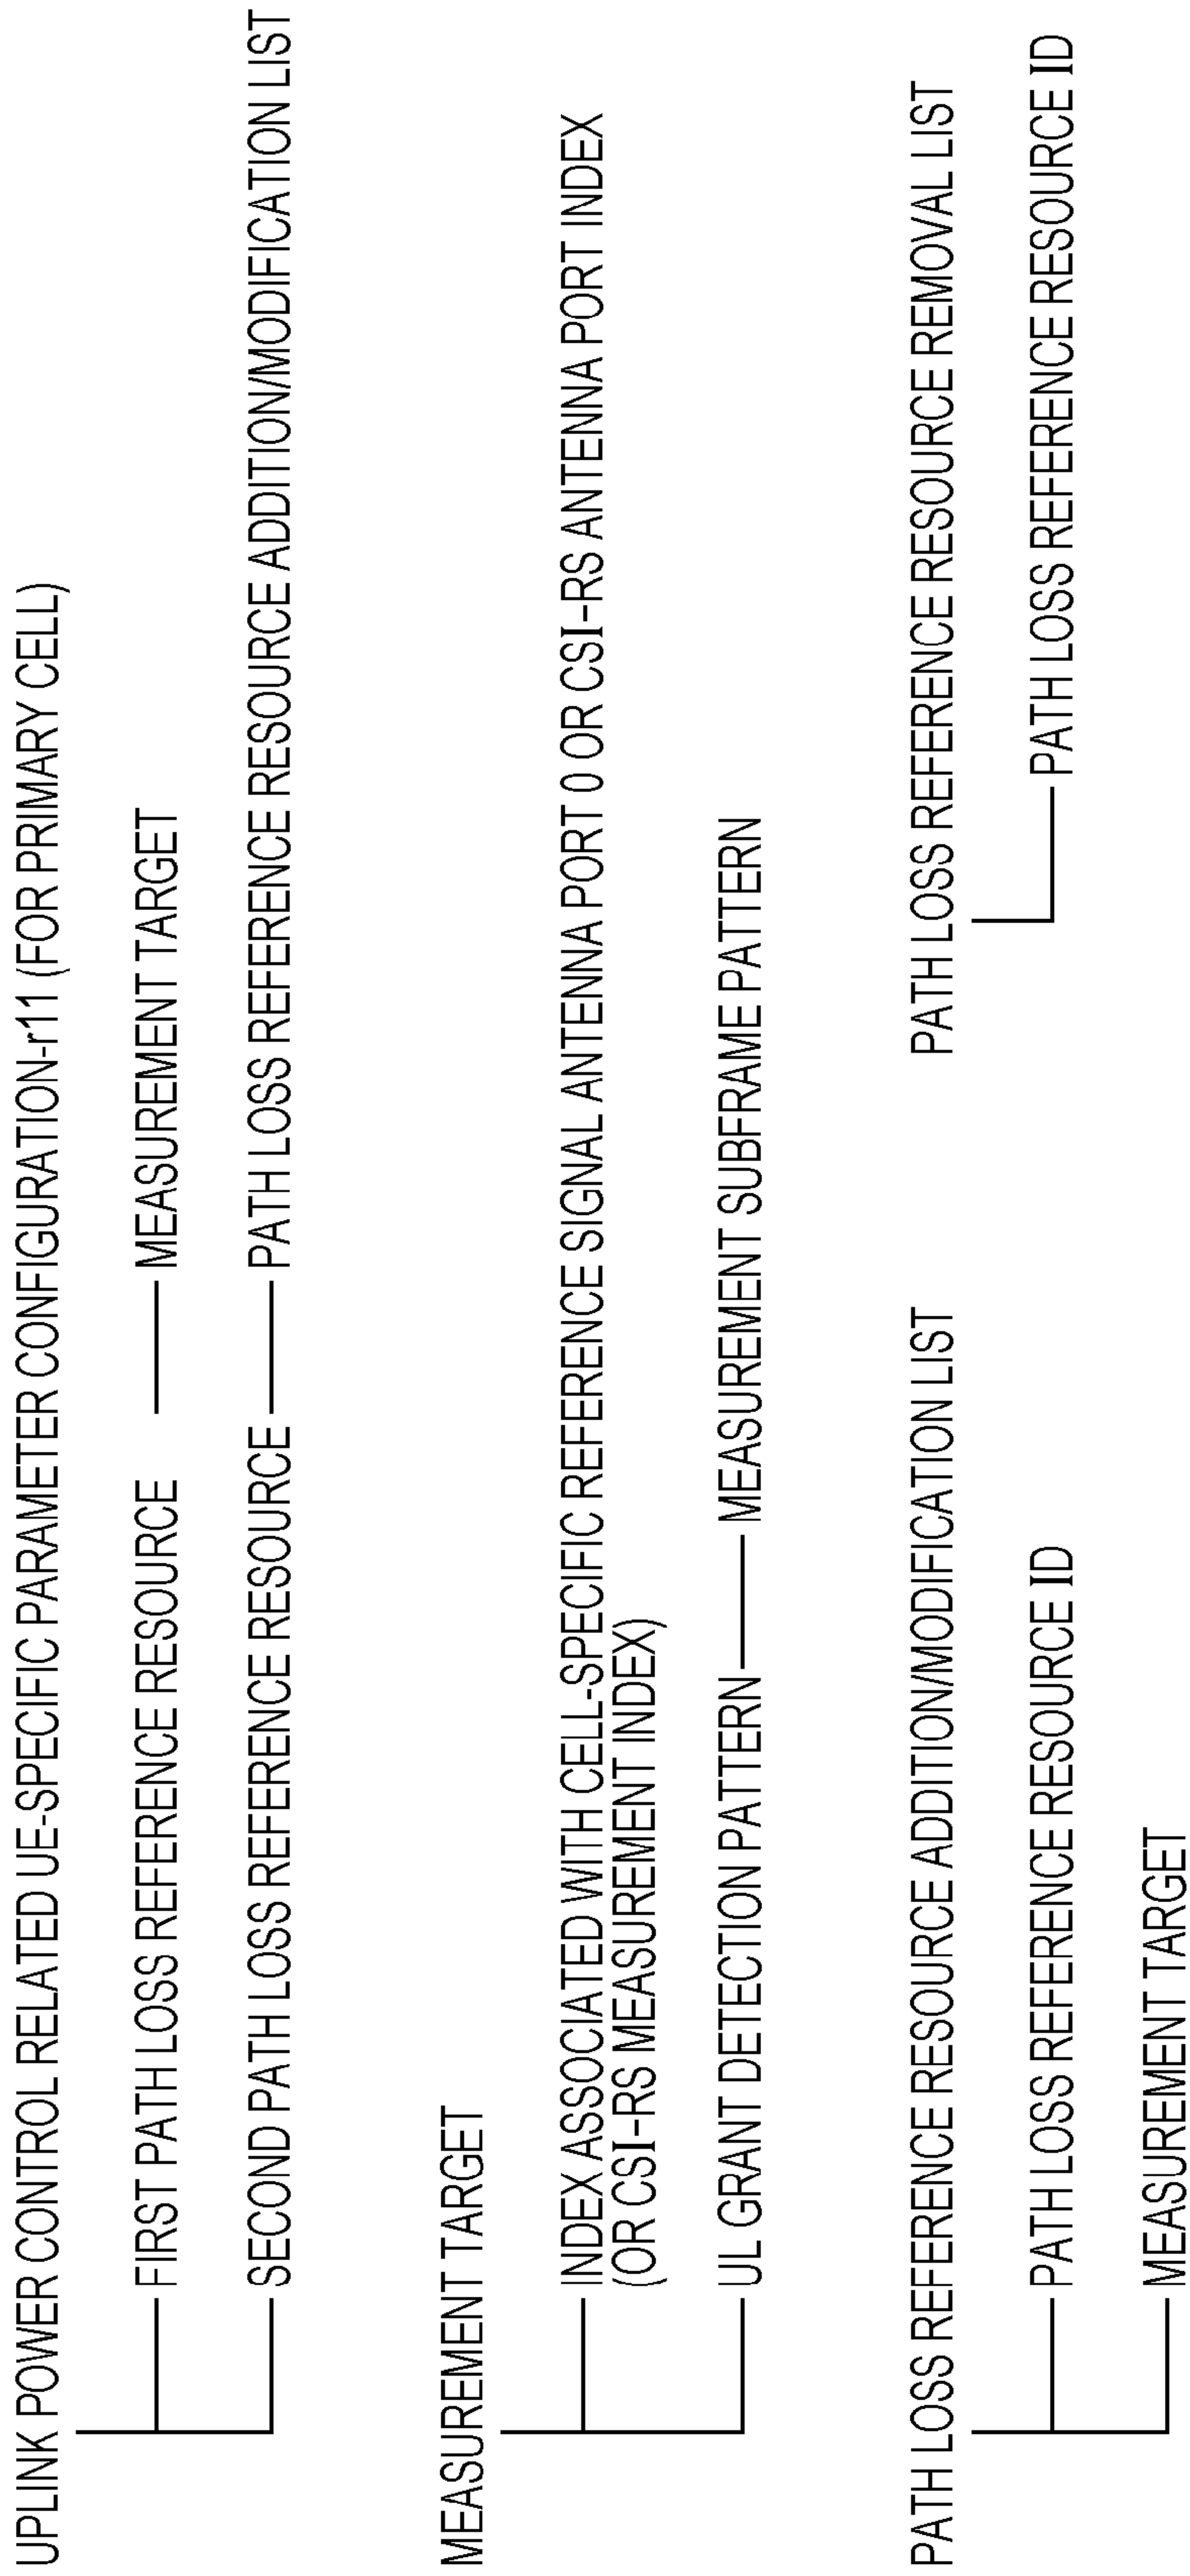 UPLINK POWER CONTROL RELATED UE-SPECIFIC PARAMETER CONFIGURATION-r11 (FOR PRIMARY CELL)
FIRST PATH LOSS REFERENCE RESOURCE MEASUREMENT TARGET
SECOND PATH LOSS REFERENCE RESOURCE PATH LOSS REFERENCE RESOURCE ADDITION/MODIFICATION LIST
MEASUREMENT TARGET
INDEX ASSOCIATED WITH CELL-SPECIFIC REFERENCE SIGNAL ANTENNA PORT 0 OR CSI-RS ANTENNA PORT INDEX
(OR CSI-RS MEASUREMENT INDEX)
UL GRANT DETECTION PATTERN MEASUREMENT SUBFRAME PATTERN
PATH LOSS REFERENCE RESOURCE ADDITION/MODIFICATION LIST
PATH LOSS REFERENCE RESOURCE ID
MEASUREMENT TARGET
PATH LOSS REFERENCE RESOURCE REMOVAL LIST
PATH LOSS REFERENCE RESOURCE ID